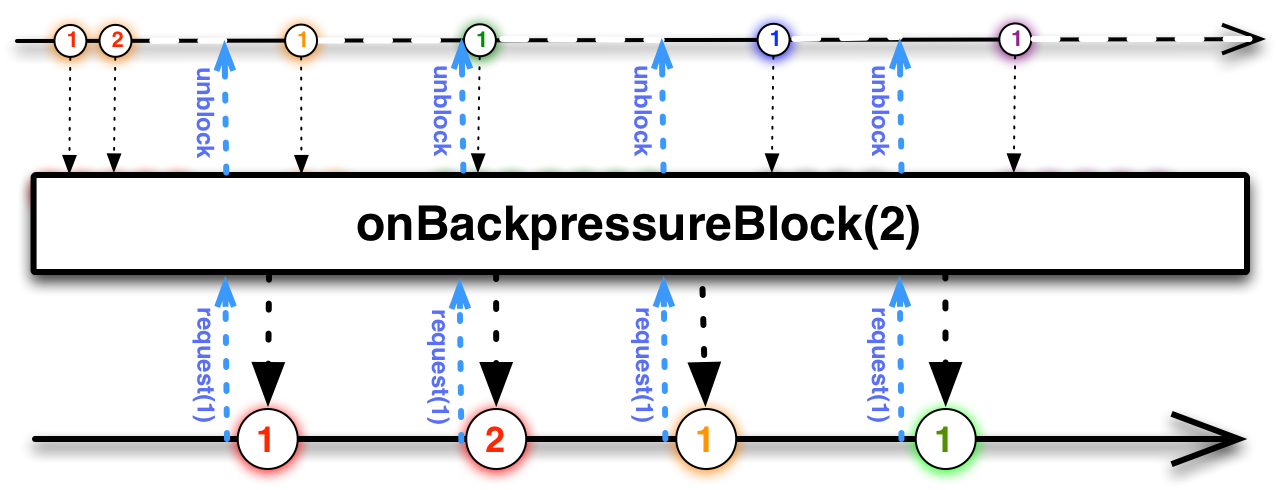 1 2 1 1 1 1
unblock unblock unblock unblock
onBackpressureBlock(2)
request(1) request(1) request(1) request(1)
1 2 1 1